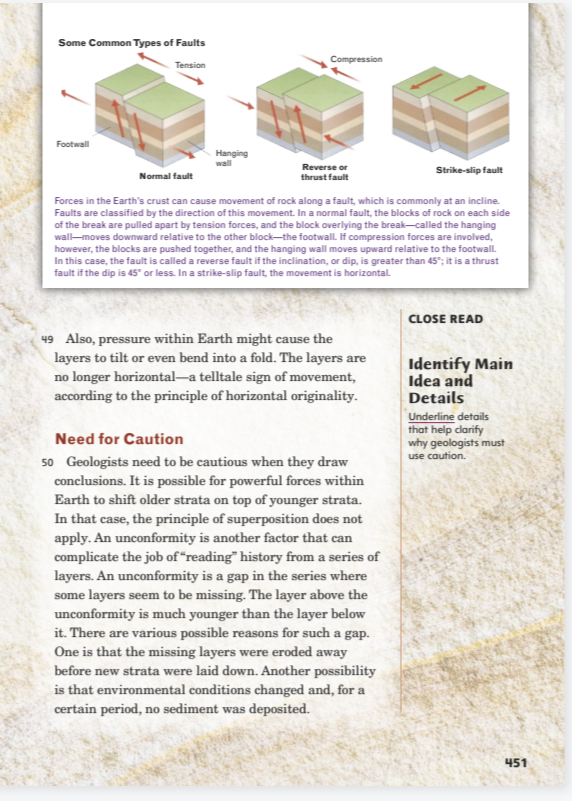 Some Common Types of Faults
Tension
Compression
Footwall
Hanging
wall
Normal fault
Reverse or
thrust fault
Strike-slip fault
Forces in the Earth's crust can cause movement of rock along a fault, which is commonly at an incline.
Faults are classified by the direction of this movement. In a normal fault, the blocks of rock on each side
of the break are pulled apart by tension forces, and the block overlying the break—called the hanging
wall—moves downward relative to the other block—the footwall. If compression forces are involved,
however, the blocks are pushed together, and the hanging wall moves upward relative to the footwall.
In this case, the fault is called a reverse fault if the inclination, or dip, is greater than 45°; it is a thrust
fault if the dip is 45° or less. In a strike-slip fault, the movement is horizontal.
49 Also, pressure within Earth might cause the
layers to tilt or even bend into a fold. The layers are
no longer horizontal—a telltale sign of movement,
according to the principle of horizontal originality.
Need for Caution
50 Geologists need to be cautious when they draw
conclusions. It is possible for powerful forces within
Earth to shift older strata on top of younger strata.
In that case, the principle of superposition does not
apply. An unconformity is another factor that can
complicate the job of “reading” history from a series of
layers. An unconformity is a gap in the series where
some layers seem to be missing. The layer above the
unconformity is much younger than the layer below
it. There are various possible reasons for such a gap.
One is that the missing layers were eroded away
before new strata were laid down. Another possibility
is that environmental conditions changed and, for a
certain period, no sediment was deposited.
CLOSE READ
Identify Main
Idea and
Details
Underline details
that help clarify
why geologists must
use caution.
451